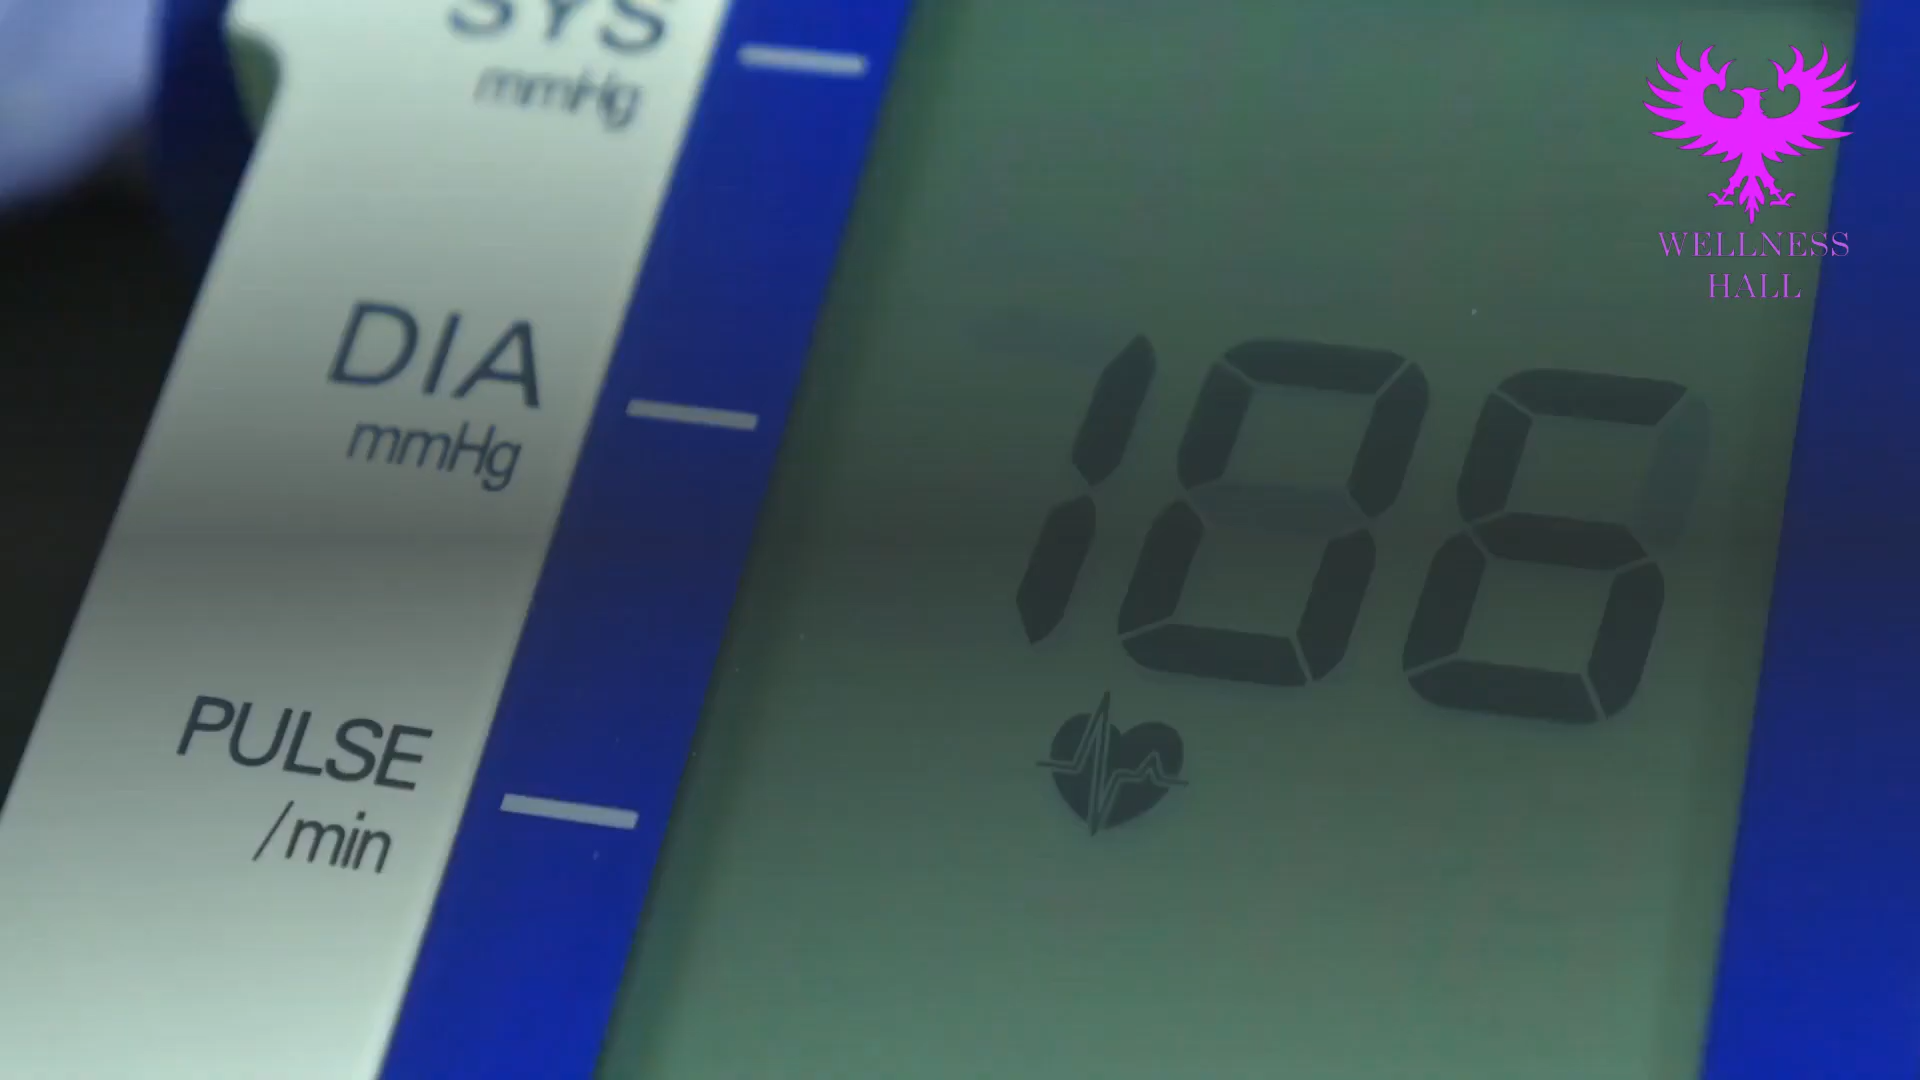 SYS
mmHg
WELLNESS
HALL
DIA
mmHg
106
PULSE
/min